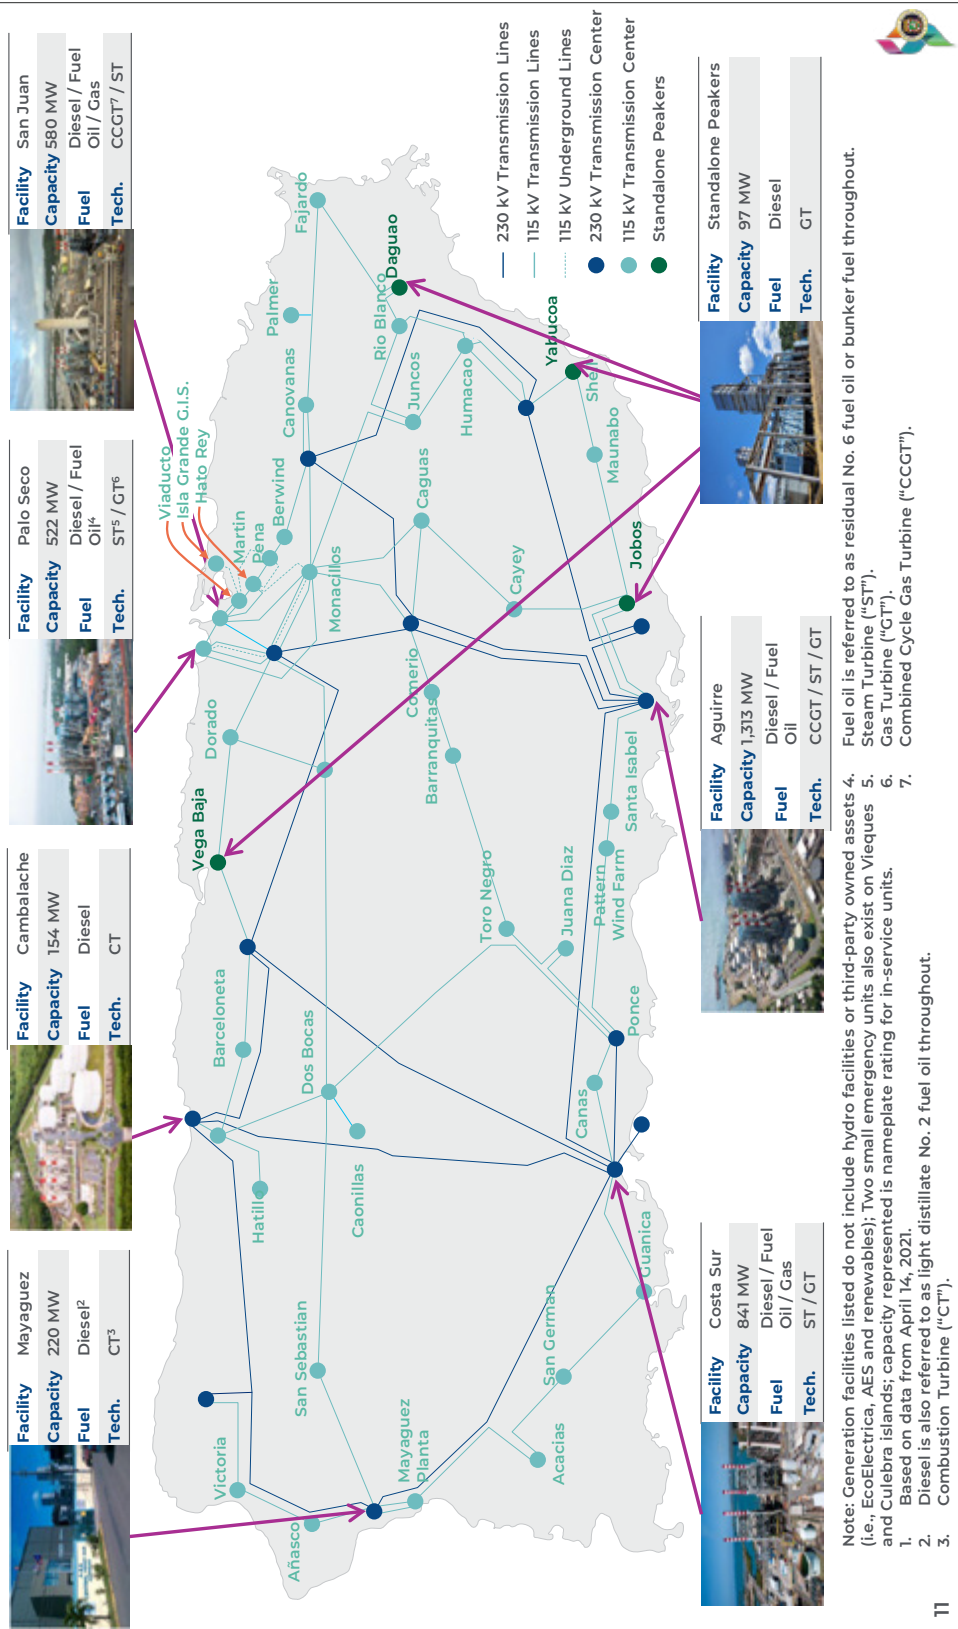 Facility Mayaguez
Capacity 220 MW
Fuel Diesel²
Tech. CT³
Facility Cambalache
Capacity 154 MW
Fuel Diesel
Tech. CT
Facility Palo Seco
Capacity 522 MW
Fuel Diesel / Fuel
Oil⁴
Tech. ST⁵ / GT⁶
Facility San Juan
Capacity 580 MW
Fuel Diesel / Fuel
Oil / Gas
Tech. CCGT⁷ / ST
Viaducto
Isla Grande G.I.S.
Hato Rey
Martin
Pena
Berwind
Canovanas
Palmer
Fajardo
Vega Baja
Dorado
Monacillos
Rio Blanco
Daguao
Juncos
Humacao
Caguas
Yabucoa
Shell
Maunabo
Cayey
Jobos
Comerio
Barranquitas
Victoria
Añasco
San Sebastian
Mayaguez
Planta
Hatillo
Barceloneta
Dos Bocas
Caonillas
Toro Negro
Juana Diaz
Pattern
Wind Farm
Santa Isabel
Ponce
Canas
Guanica
San German
Acacias
230 kV Transmission Lines
115 kV Transmission Lines
115 kV Underground Lines
230 kV Transmission Center
115 kV Transmission Center
Standalone Peakers
Facility Costa Sur
Capacity 841 MW
Fuel Diesel / Fuel
Oil / Gas
Tech. ST / GT
Facility Aguirre
Capacity 1,313 MW
Fuel Diesel / Fuel
Oil
Tech. CCGT / ST / GT
Facility Standalone Peakers
Capacity 97 MW
Fuel Diesel
Tech. GT
Note: Generation facilities listed do not include hydro facilities or third-party owned assets
(i.e., EcoElectrica, AES and renewables); Two small emergency units also exist on Vieques
and Culebra islands; capacity represented is nameplate rating for in-service units.
1. Based on data from April 14, 2021.
2. Diesel is also referred to as light distillate No. 2 fuel oil throughout.
3. Combustion Turbine (“CT”).
4. Fuel oil is referred to as residual No. 6 fuel oil or bunker fuel throughout.
5. Steam Turbine (“ST”).
6. Gas Turbine (“GT”).
7. Combined Cycle Gas Turbine (“CCGT”).
11